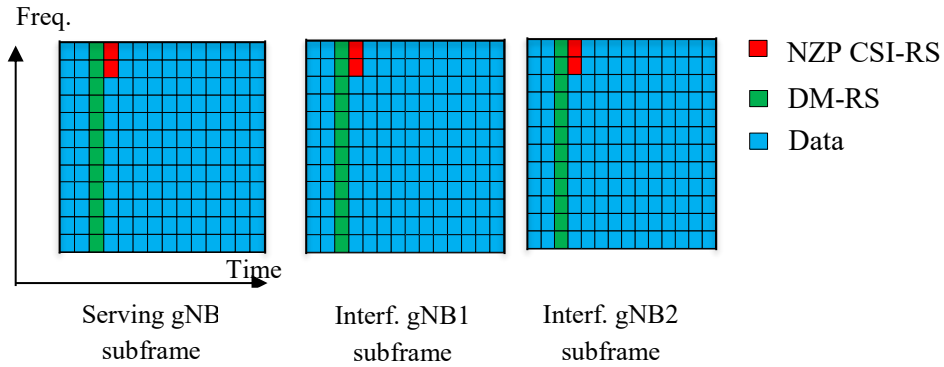 Freq.
NZP CSI-RS
DM-RS
Data
Time
Serving gNB
subframe
Interf. gNB1
subframe
Interf. gNB2
subframe